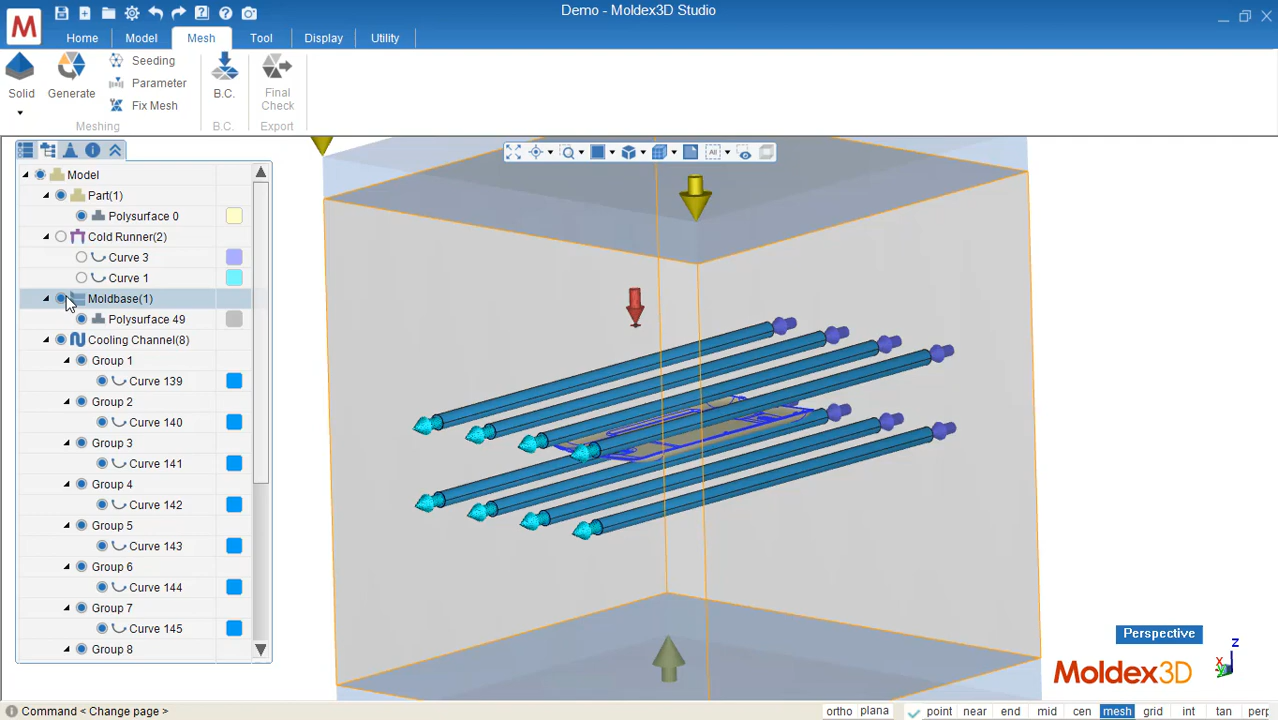 Demo - Moldex3D Studio
M
Home
Model
Mesh
Tool
Display
Utility
Solid
Generate
Seeding
Parameter
Fix Mesh
B.C.
Final
Check
Meshing
B.C.
Export
Model
Part(1)
Polysurface 0
Cold Runner(2)
Curve 3
Curve 1
Moldbase(1)
Polysurface 49
Cooling Channel(8)
Group 1
Curve 139
Group 2
Curve 140
Group 3
Curve 141
Group 4
Curve 142
Group 5
Curve 143
Group 6
Curve 144
Group 7
Curve 145
Group 8
All
Perspective
z
x
Moldex3D
Command < Change page >
ortho plana point near end mid cen mesh grid int tan perp